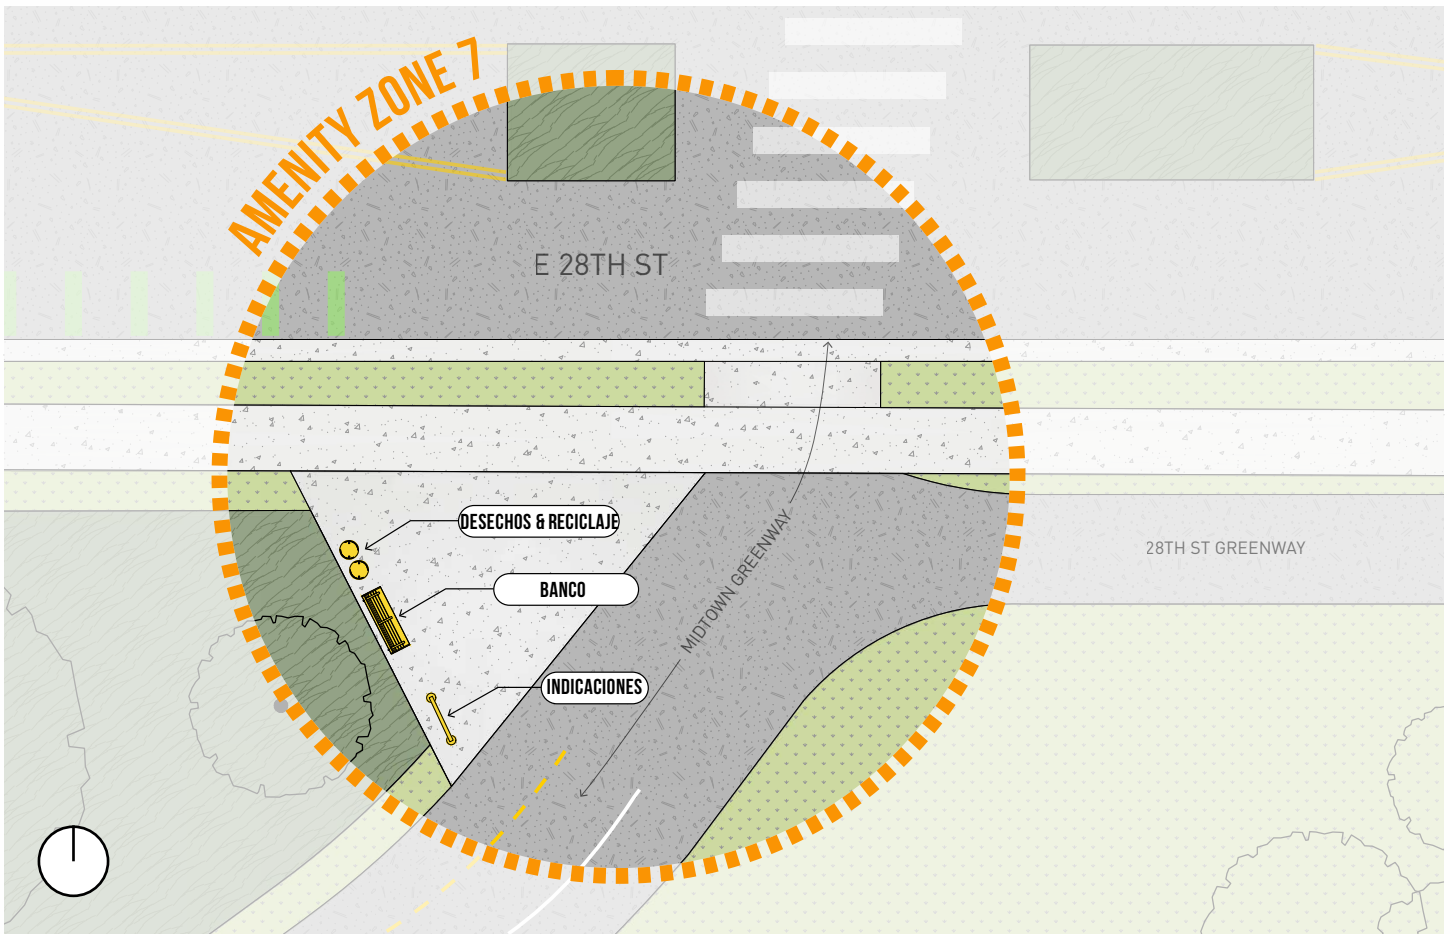 AMENITY ZONE 7
E 28TH ST
DESECHOS & RECICLAJE
MIDTOWN GREENWAY
28TH ST GREENWAY
BANCO
INDICACIONES